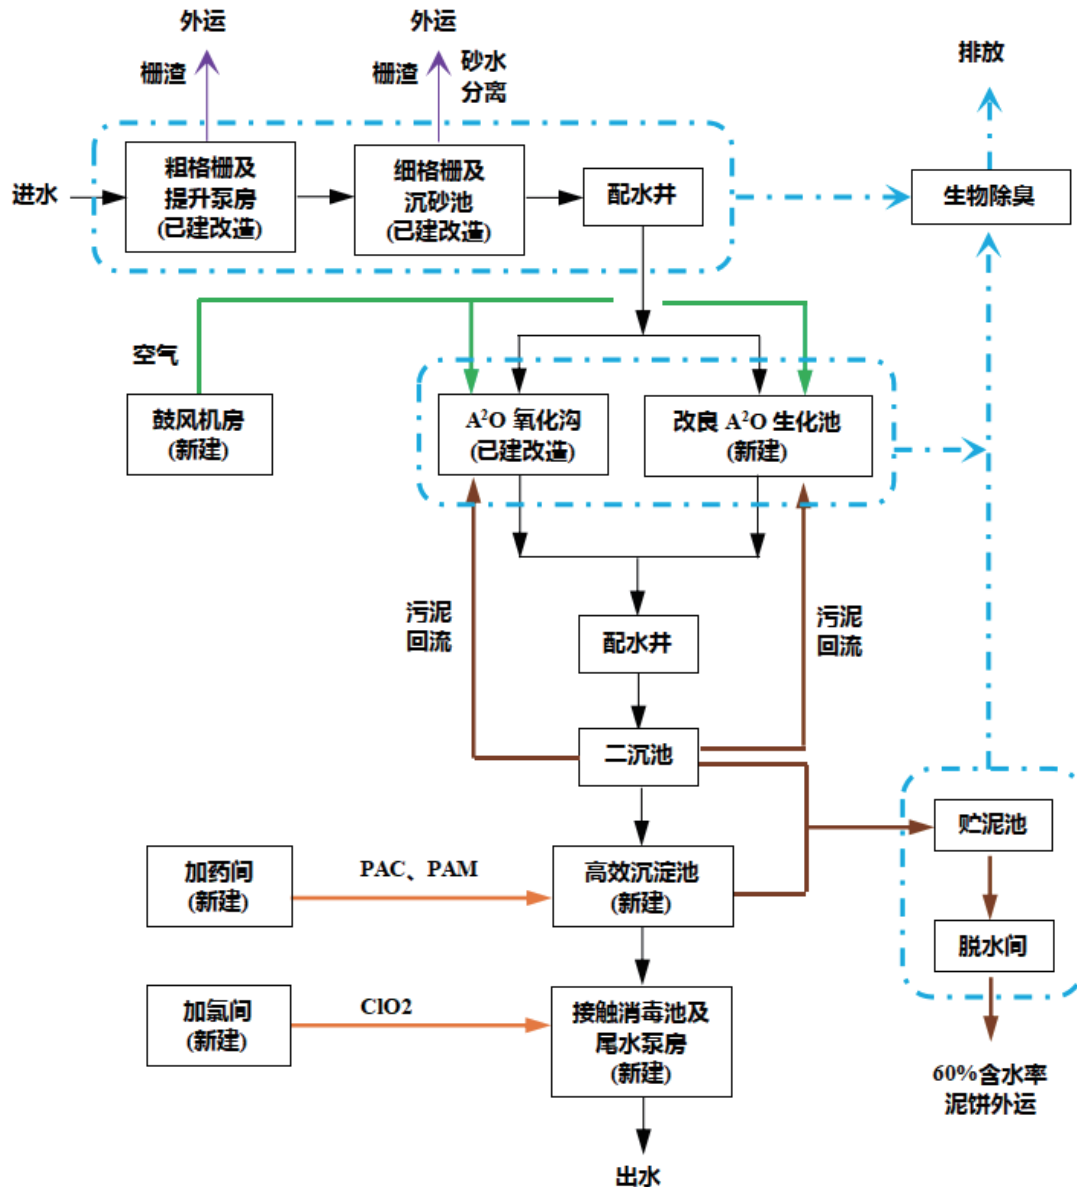 外运
外运
排放
栅渣
栅渣
砂水
分离
进水
粗格栅及
提升泵房
(已建改造)
细格栅及
沉砂池
(已建改造)
配水井
生物除臭
空气
鼓风机房
(新建)
A²O 氧化沟
(已建改造)
改良 A²O 生化池
(新建)
污泥
回流
配水井
污泥
回流
二沉池
贮泥池
加药间
(新建)
PAC、PAM
高效沉淀池
(新建)
脱水间
加氯间
(新建)
ClO2
接触消毒池及
尾水泵房
(新建)
60%含水率
泥饼外运
出水